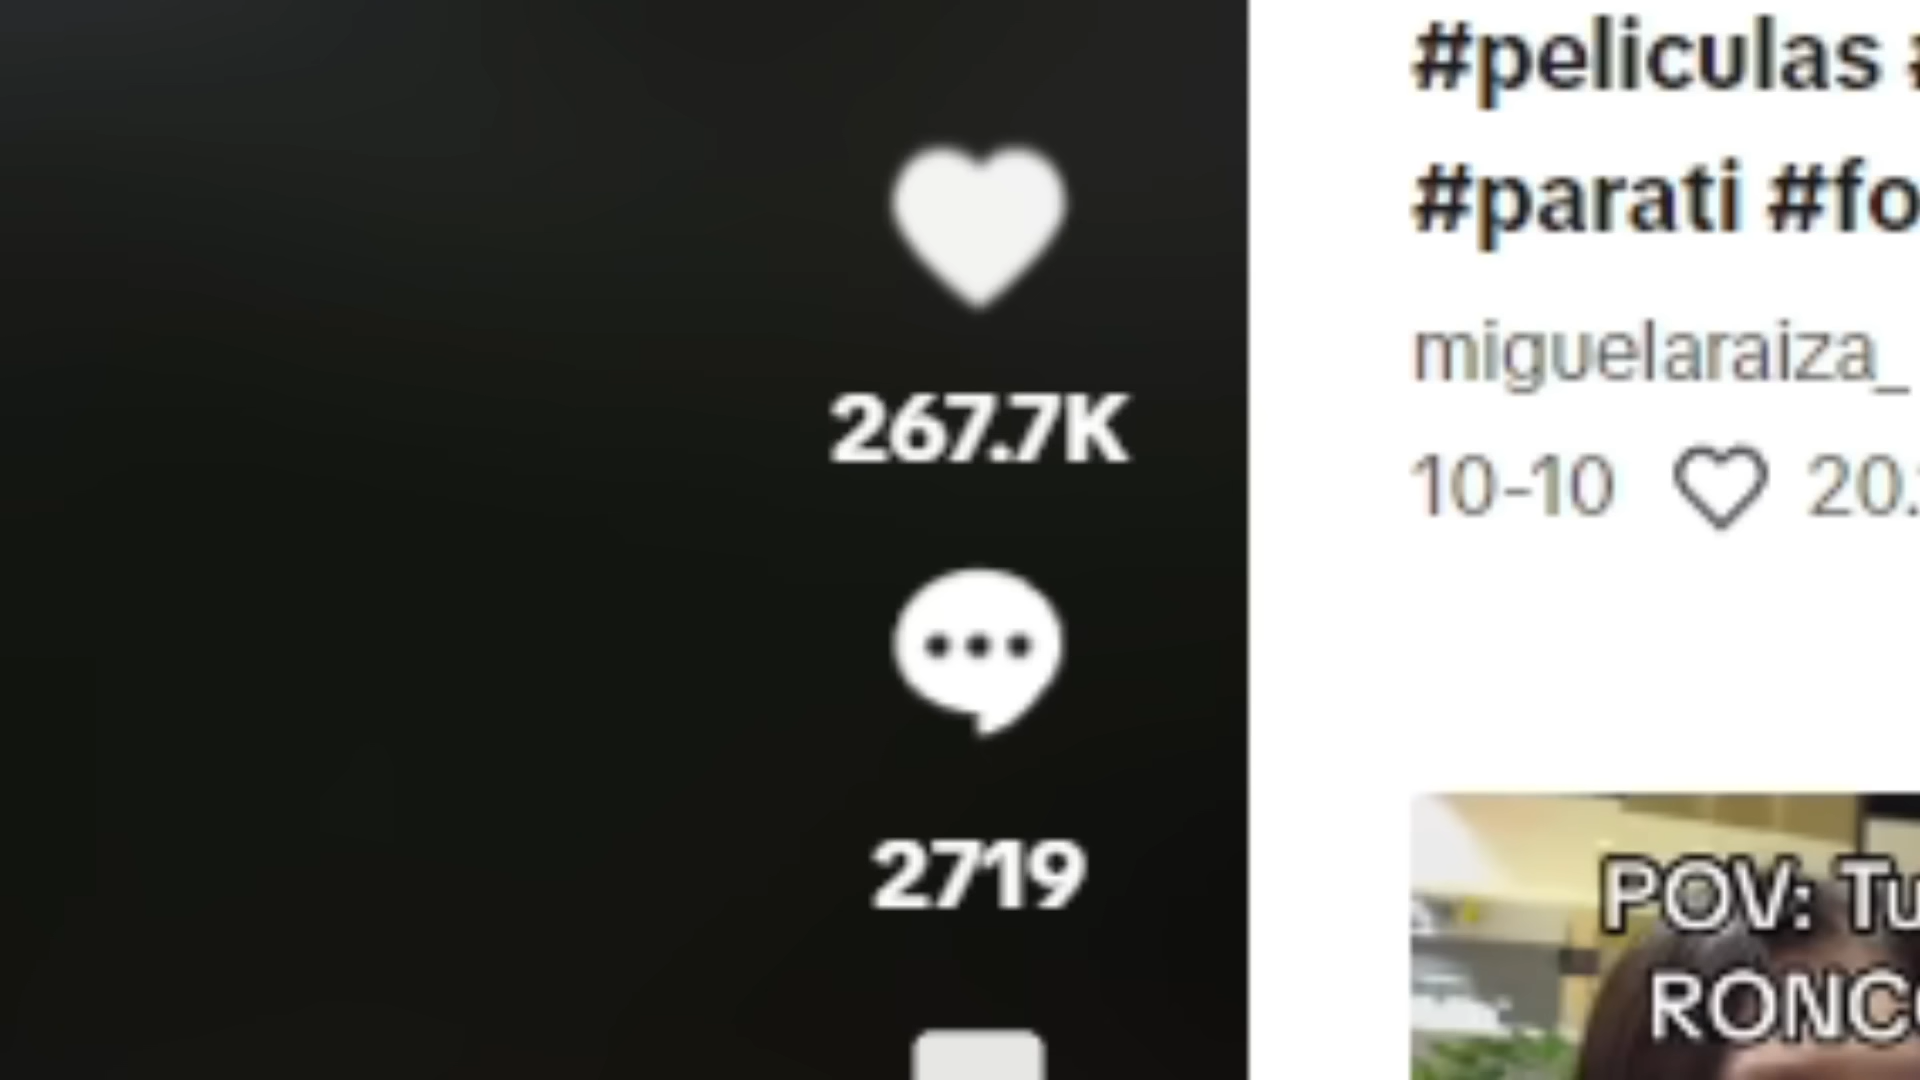 267.7K
2719
#peliculas
#parati
miguelaraiza_
10-10
POV: